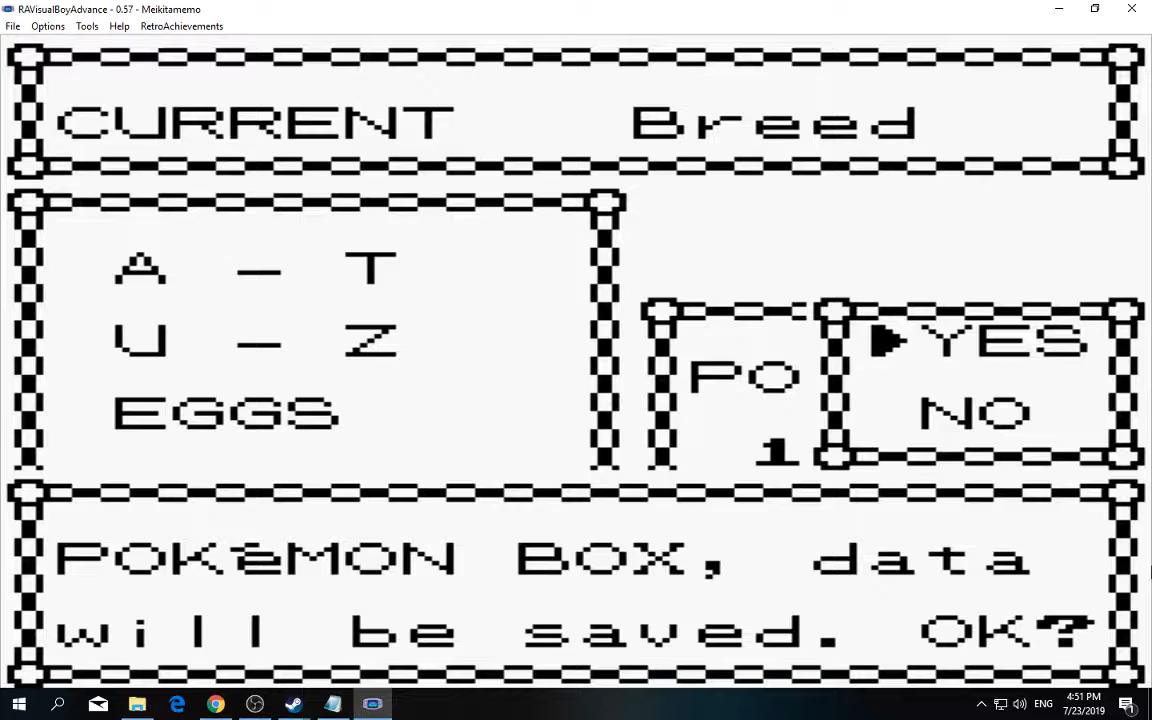 RAVisualBoyAdvance - 0.57 - Meikitamemo
File Options Tools Help RetroAchievements
CURRENT Breed
A - T
U - Z
EGGS
PO
1
YES
NO
POKéMON BOX, data
will be saved. OK?
ENG
4:51 PM
7/23/2019
1